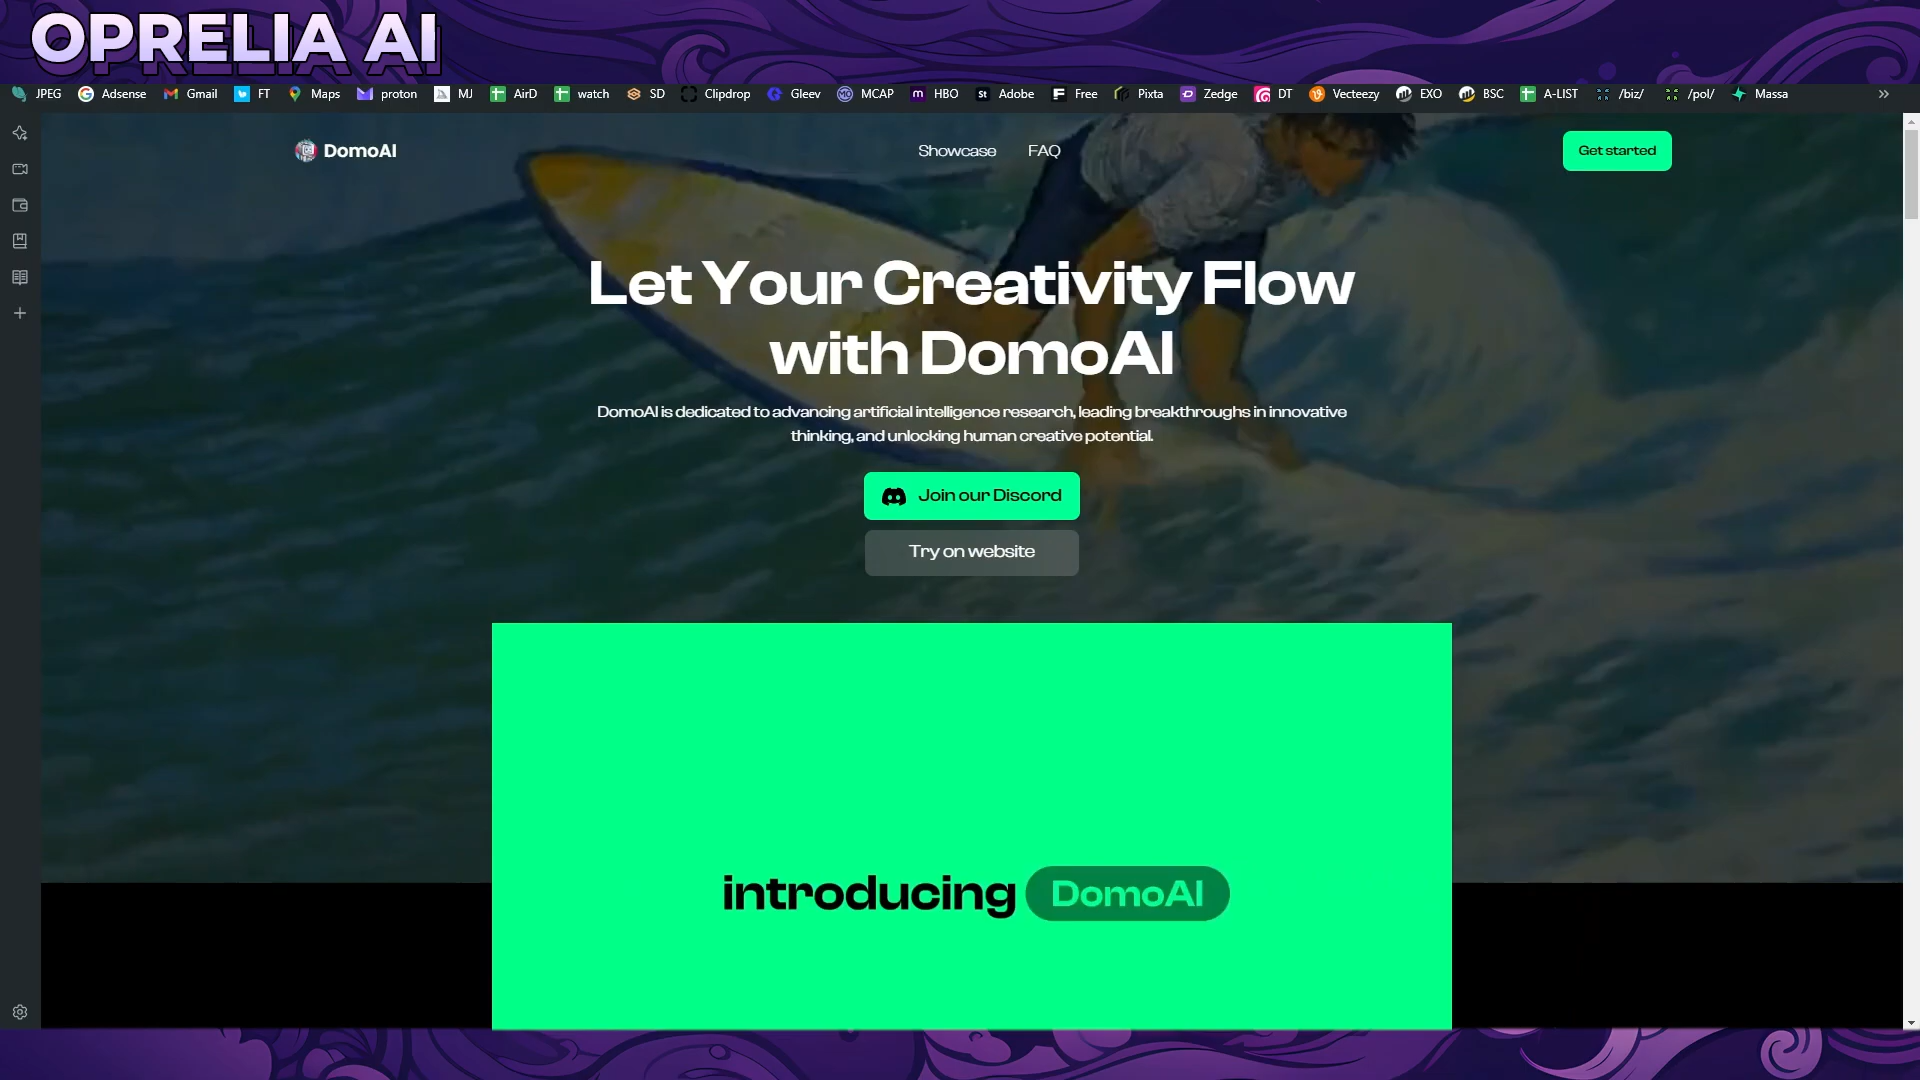 OPRELIA AI
JPEG Adsense Gmail FT Maps proton MJ AirD watch SD Clipdrop Gleev MCAP HBO Adobe Free Pixta Zedge DT Vecteezy EXO BSC A-LIST /biz/ /pol/ Massa
DomoAI Showcase FAQ Get started
Let Your Creativity Flow
with DomoAI
DomoAI is dedicated to advancing artificial intelligence research, leading breakthroughs in innovative
thinking, and unlocking human creative potential.
Join our Discord
Try on website
introducing DomoAI